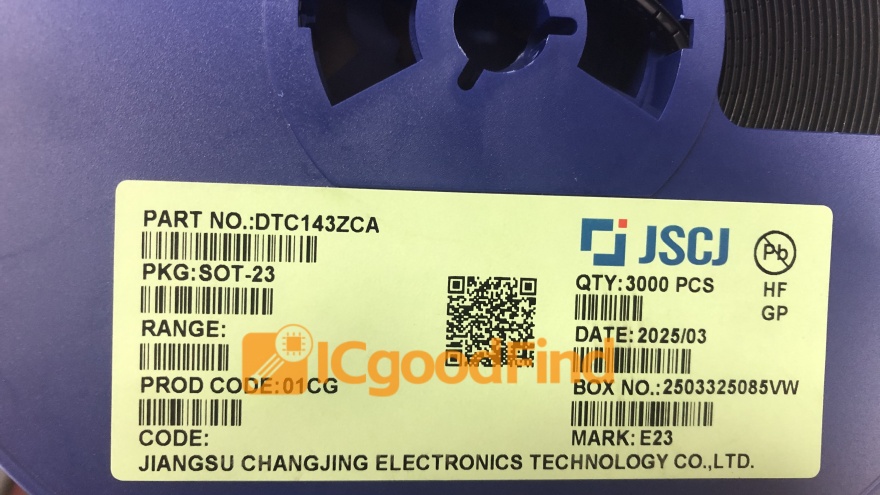 PART NO.:DTC143ZCA
PKG:SOT-23
RANGE:
PROD CODE:01CG
CODE:
JSCJ
Pb
QTY:3000 PCS
HF
GP
DATE:2025/03
BOX NO.:2503325085VW
MARK:E23
JIANGSU CHANGJING ELECTRONICS TECHNOLOGY CO.,LTD.
ICgoodFind